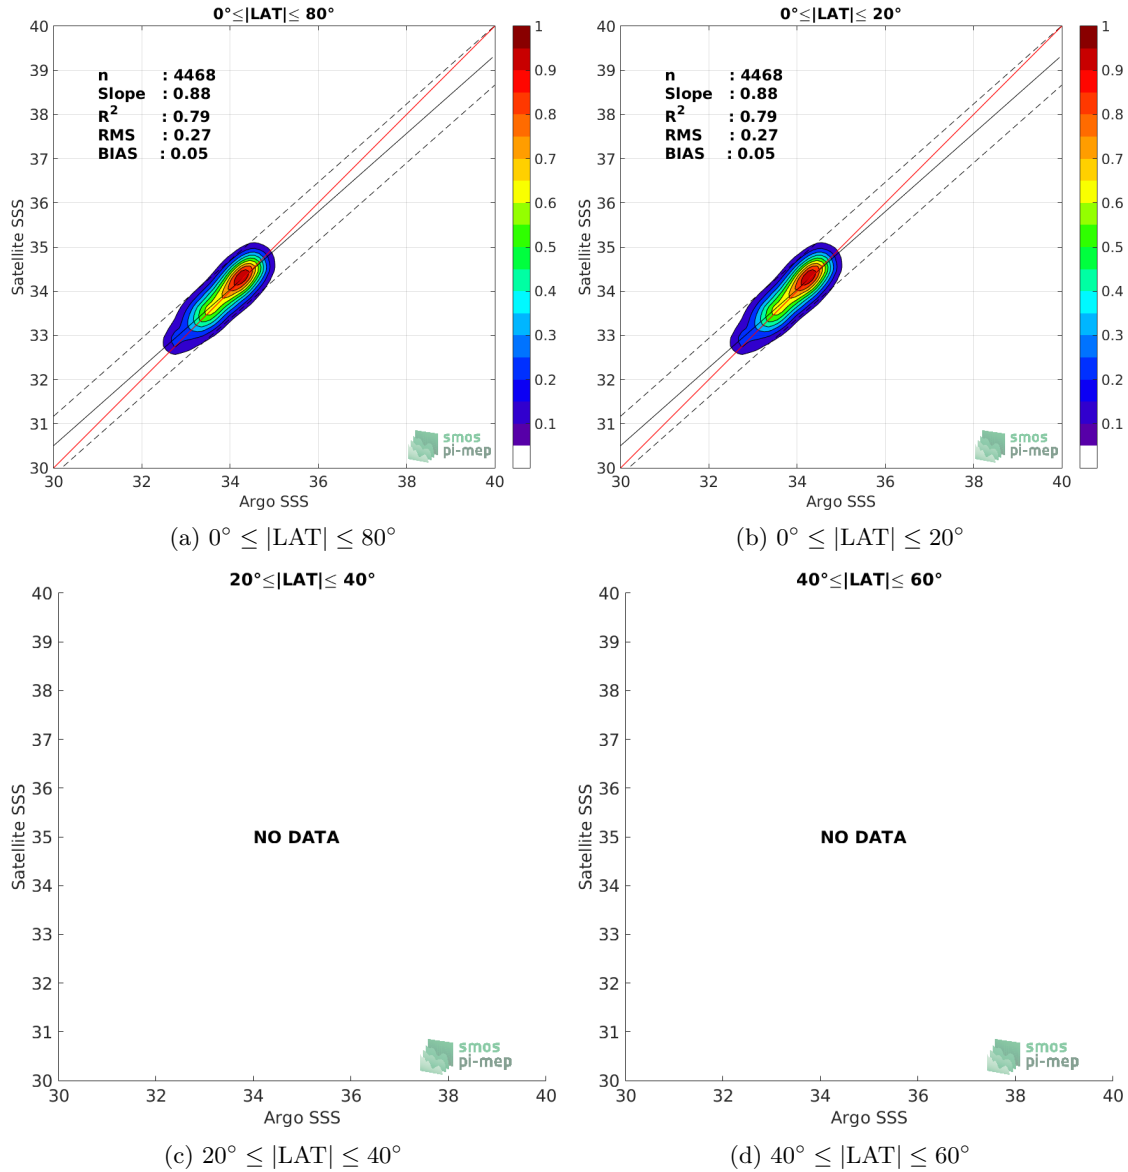 0°≤|LAT|≤ 80°
40
39
38
37
36
35
34
33
32
31
30
Satellite SSS
n : 4468
Slope : 0.88
R² : 0.79
RMS : 0.27
BIAS : 0.05
smos
pi-mep
30 32 34 36 38 40
Argo SSS
1
0.9
0.8
0.7
0.6
0.5
0.4
0.3
0.2
0.1
(a) 0° ≤ |LAT| ≤ 80°
0°≤|LAT|≤ 20°
40
39
38
37
36
35
34
33
32
31
30
Satellite SSS
n : 4468
Slope : 0.88
R² : 0.79
RMS : 0.27
BIAS : 0.05
smos
pi-mep
30 32 34 36 38 40
Argo SSS
1
0.9
0.8
0.7
0.6
0.5
0.4
0.3
0.2
0.1
(b) 0° ≤ |LAT| ≤ 20°
20°≤|LAT|≤ 40°
40
39
38
37
36
35
34
33
32
31
30
Satellite SSS
NO DATA
smos
pi-mep
30 32 34 36 38 40
Argo SSS
(c) 20° ≤ |LAT| ≤ 40°
40°≤|LAT|≤ 60°
40
39
38
37
36
35
34
33
32
31
30
Satellite SSS
NO DATA
smos
pi-mep
30 32 34 36 38 40
Argo SSS
(d) 40° ≤ |LAT| ≤ 60°